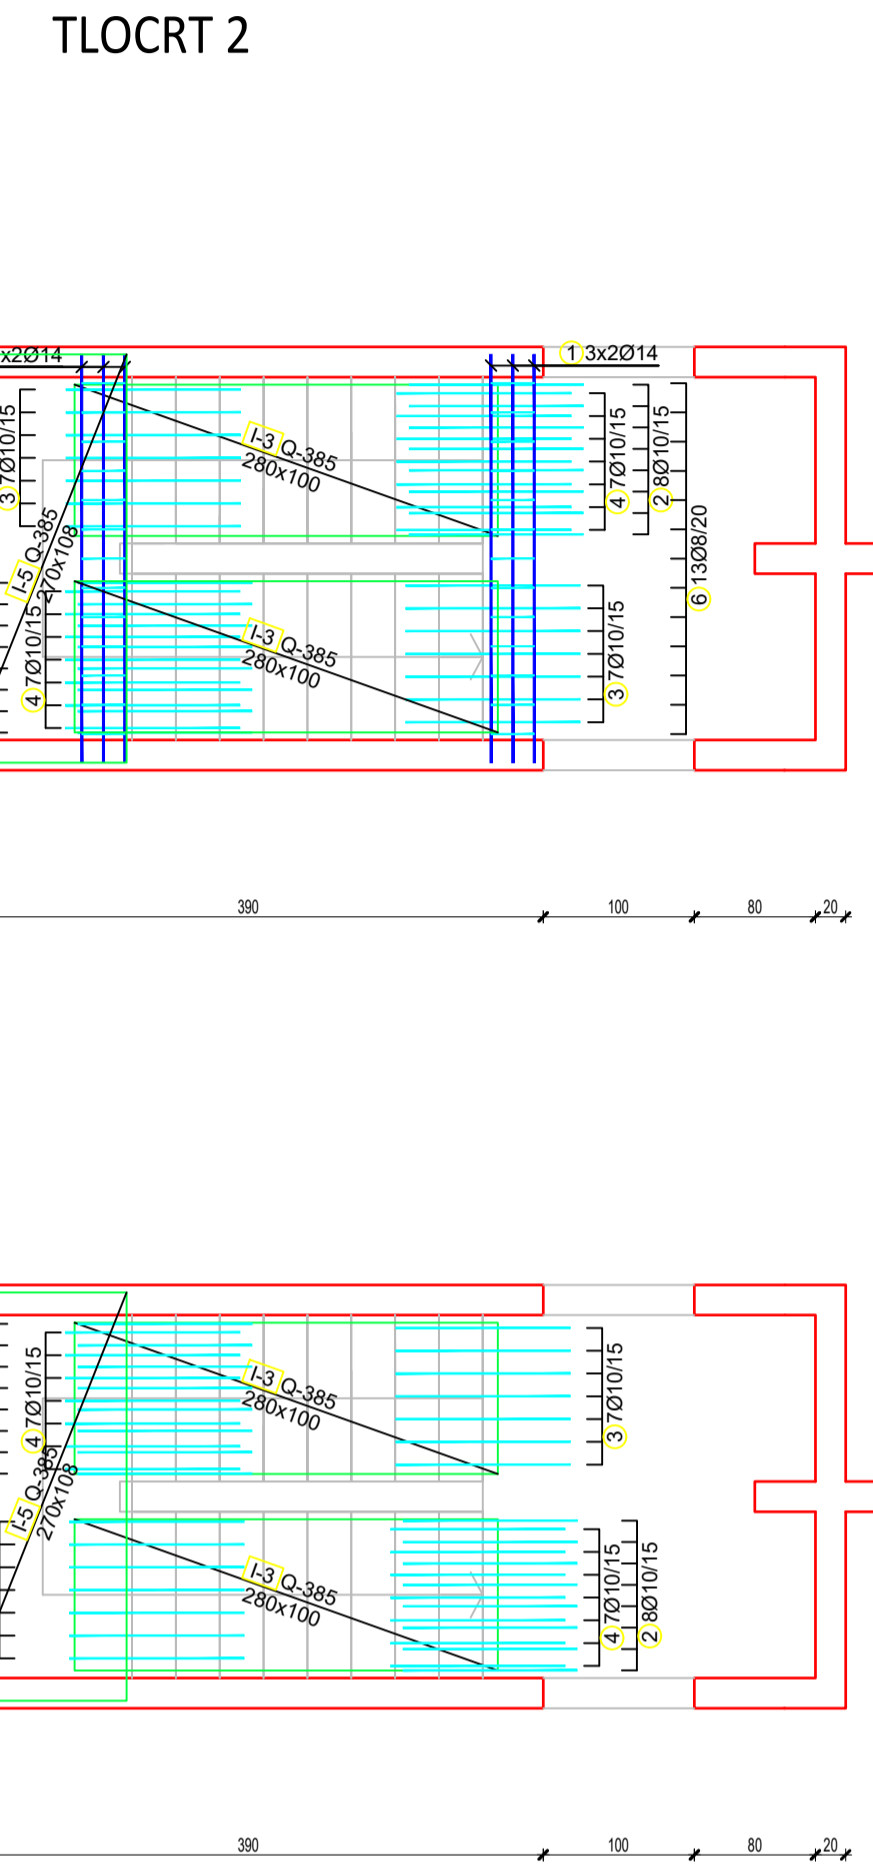 TLOCRT 2
x2Ø14
1 3x2Ø14
3 7Ø10/15
I-5 Q-385
270x108
4 7Ø10/15
I-3 Q-385
280x100
I-3 Q-385
280x100
4 7Ø10/15
2 8Ø10/15
6 13Ø8/20
3 7Ø10/15
390
100
80
20
4 7Ø10/15
I-5 Q-385
270x108
I-3 Q-385
280x100
I-3 Q-385
280x100
3 7Ø10/15
4 7Ø10/15
2 8Ø10/15
390
100
80
20